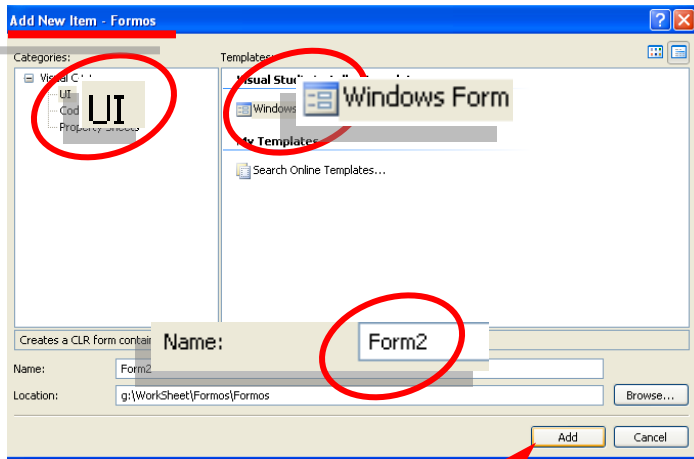 Add New Item - Formos
Categories:
Templates:
UI
Property Sheets
Windows
Windows Form
My Templates
Search Online Templates...
Creates a CLR form
Name: Form2
Name: Form2
Location: g:\WorkSheet\Formos\Formos Browse...
Add Cancel